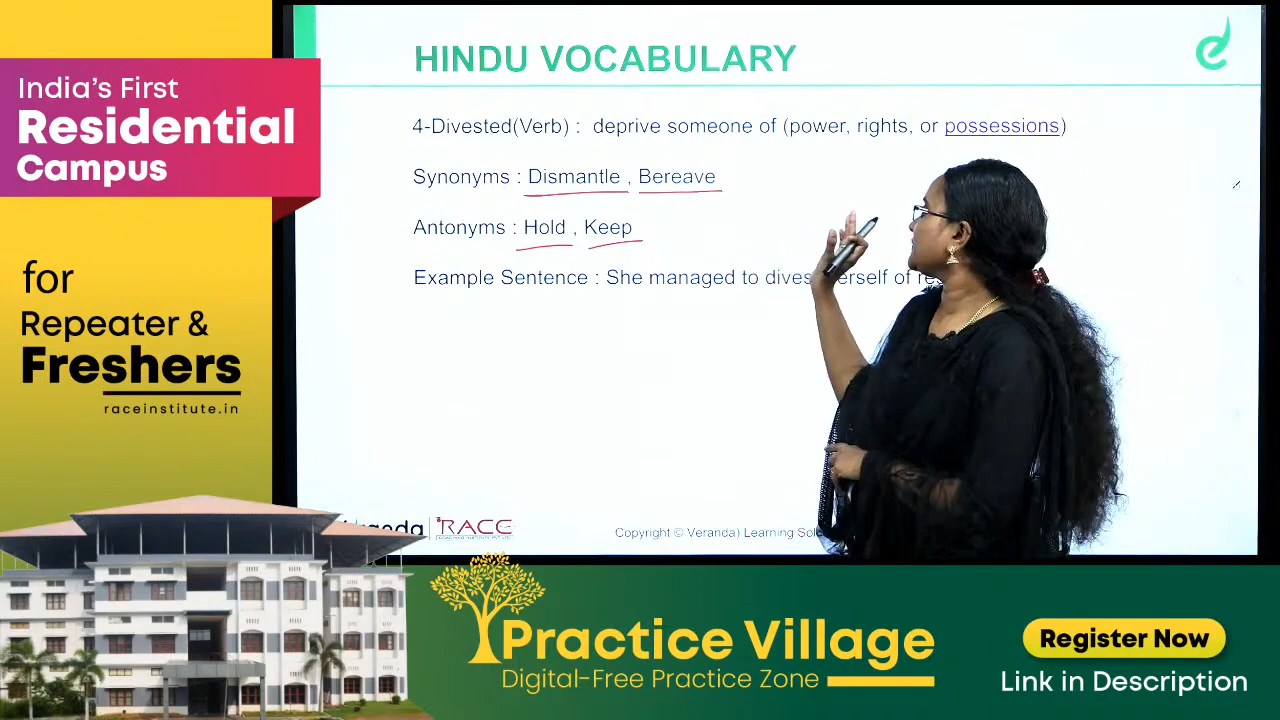 India's First
Residential
Campus
for
Repeater &
Freshers
raceinstitute.in
HINDU VOCABULARY
4-Divested(Verb) : deprive someone of (power, rights, or possessions)
Synonyms : Dismantle , Bereave
Antonyms : Hold , Keep
Example Sentence : She managed to of
RACE
Copyright © Veranda) Learning
Practice Village
Digital-Free Practice Zone
Register Now
Link in Description